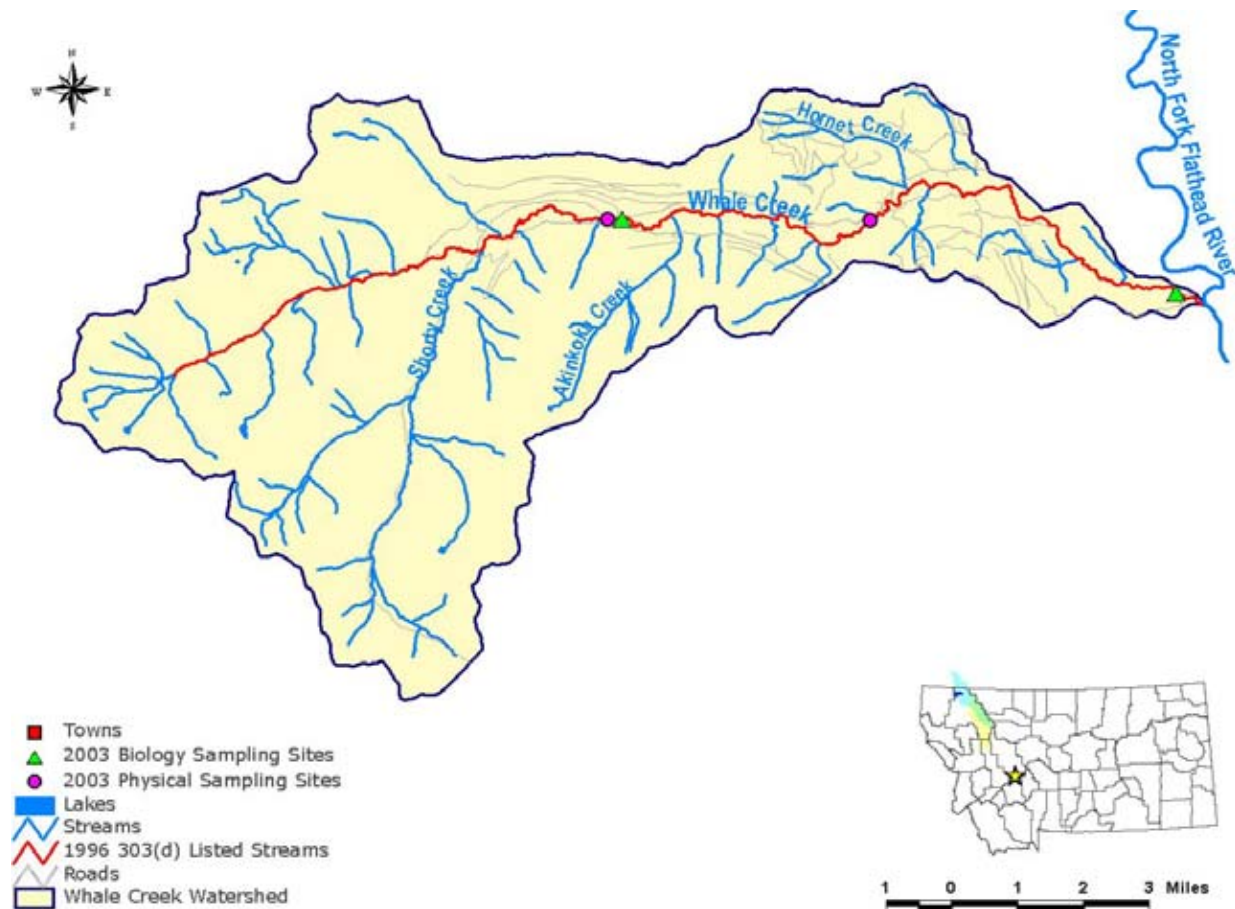 N
W E
S
North Fork Flathead River
Hornet Creek
Whale Creek
Shorty Creek
Akinkoka Creek
Towns
2003 Biology Sampling Sites
2003 Physical Sampling Sites
Lakes
Streams
1996 303(d) Listed Streams
Roads
Whale Creek Watershed
1 0 1 2 3 Miles